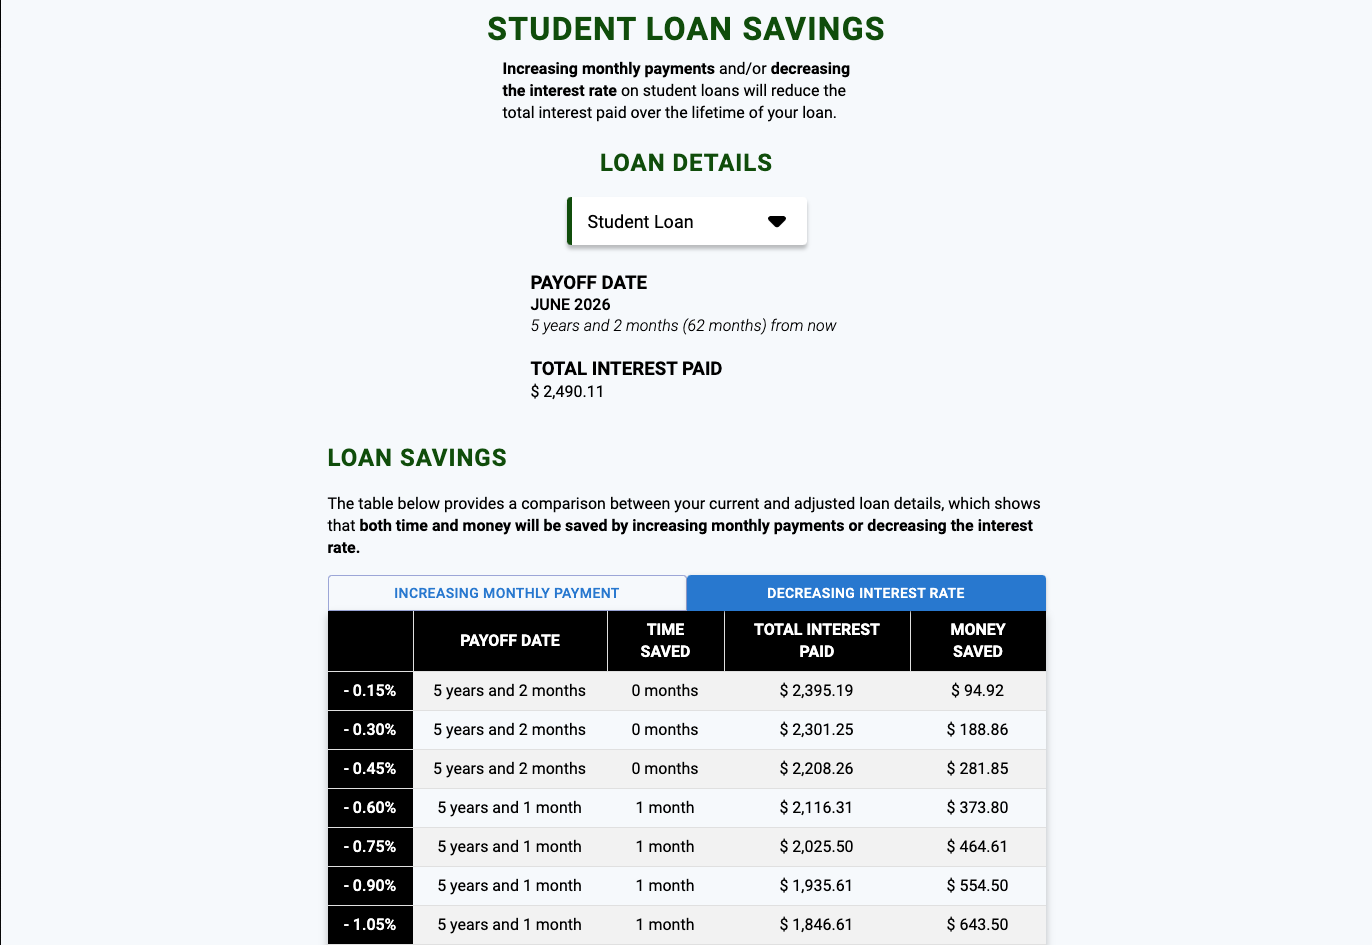 STUDENT LOAN SAVINGS
Increasing monthly payments and/or decreasing
the interest rate on student loans will reduce the
total interest paid over the lifetime of your loan.
LOAN DETAILS
Student Loan
PAYOFF DATE
JUNE 2026
5 years and 2 months (62 months) from now
TOTAL INTEREST PAID
$ 2,490.11
LOAN SAVINGS
The table below provides a comparison between your current and adjusted loan details, which shows
that both time and money will be saved by increasing monthly payments or decreasing the interest
rate.
INCREASING MONTHLY PAYMENT DECREASING INTEREST RATE
PAYOFF DATE TIME SAVED TOTAL INTEREST PAID MONEY SAVED
- 0.15% 5 years and 2 months 0 months $ 2,395.19 $ 94.92
- 0.30% 5 years and 2 months 0 months $ 2,301.25 $ 188.86
- 0.45% 5 years and 2 months 0 months $ 2,208.26 $ 281.85
- 0.60% 5 years and 1 month 1 month $ 2,116.31 $ 373.80
- 0.75% 5 years and 1 month 1 month $ 2,025.50 $ 464.61
- 0.90% 5 years and 1 month 1 month $ 1,935.61 $ 554.50
- 1.05% 5 years and 1 month 1 month $ 1,846.61 $ 643.50